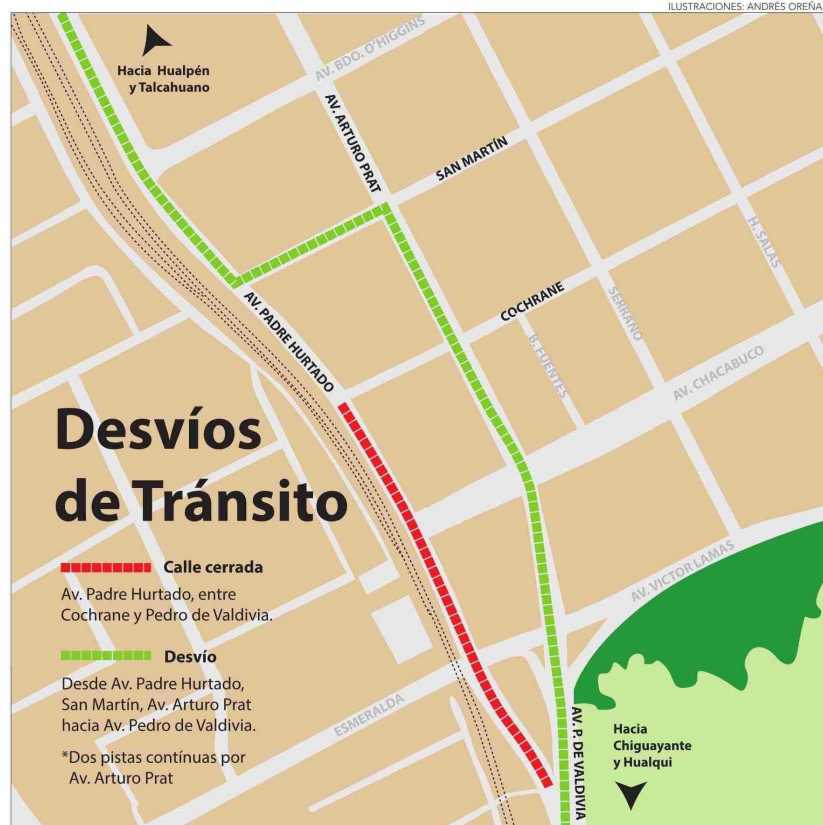 ILUSTRACIONES: ANDRÉS OREÑA
Hacia Hualpén
y Talcahuano
AV. BDO. O'HIGGINS
AV. ARTURO PRAT
SAN MARTÍN
H. SALAS
COCHRANE
SERRANO
B. FUENTES
AV. CHACABUCO
AV. PADRE HURTADO
Desvíos
de Tránsito
Calle cerrada
Av. Padre Hurtado, entre
Cochrane y Pedro de Valdivia.
Desvío
Desde Av. Padre Hurtado,
San Martín, Av. Arturo Prat
hacia Av. Pedro de Valdivia.
*Dos pistas contínuas por
Av. Arturo Prat
AV. VICTOR LAMAS
ESMERALDA
AV. P. DE VALDIVIA
Hacia
Chiguayante
y Hualqui